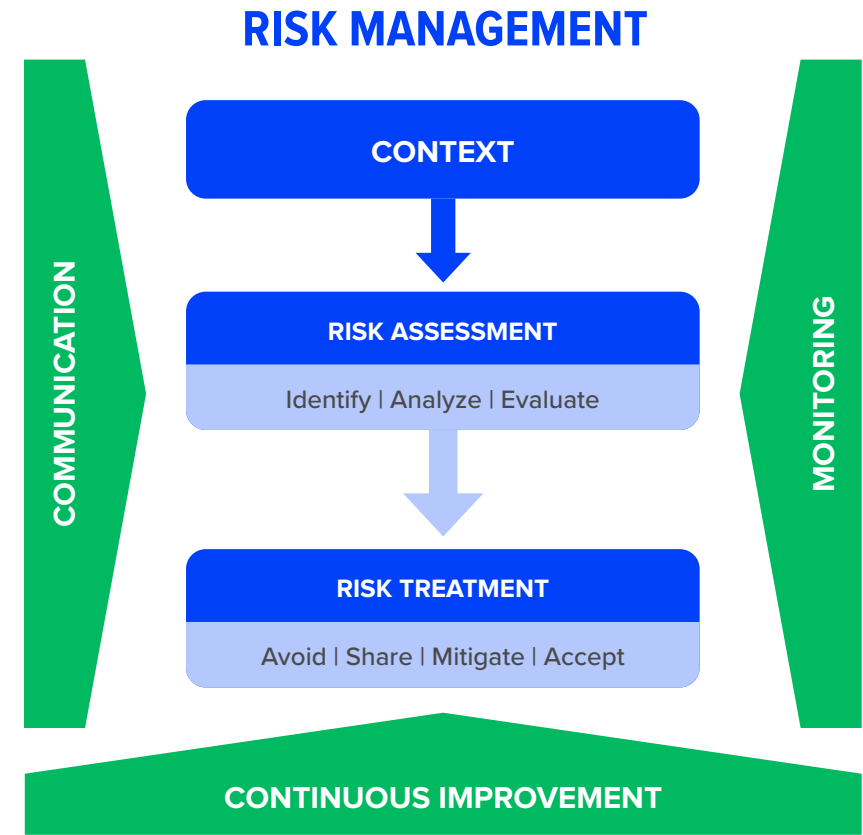 RISK MANAGEMENT
CONTEXT
COMMUNICATION
RISK ASSESSMENT
Identify | Analyze | Evaluate
MONITORING
RISK TREATMENT
Avoid | Share | Mitigate | Accept
CONTINUOUS IMPROVEMENT